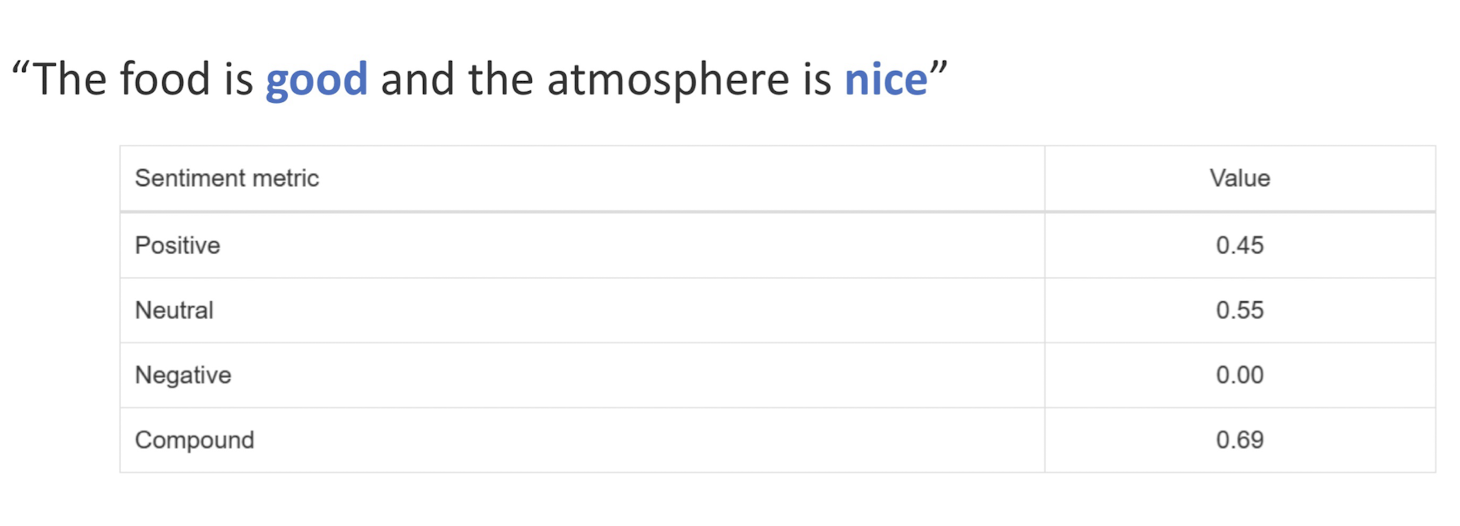 “The food is good and the atmosphere is nice”
Sentiment metric Value
Positive 0.45
Neutral 0.55
Negative 0.00
Compound 0.69